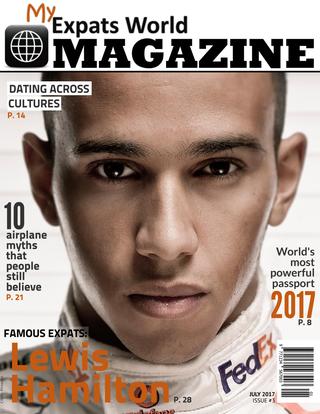 My
Expats World
MAGAZINE
DATING ACROSS
CULTURES
P. 14
10
airplane
myths
that
people
still
believe
P. 21
World's
most
powerful
passport
2017
P. 8
FAMOUS EXPATS:
Lewis
Hamilton
P. 28
FedEx
JULY 2017
ISSUE #1